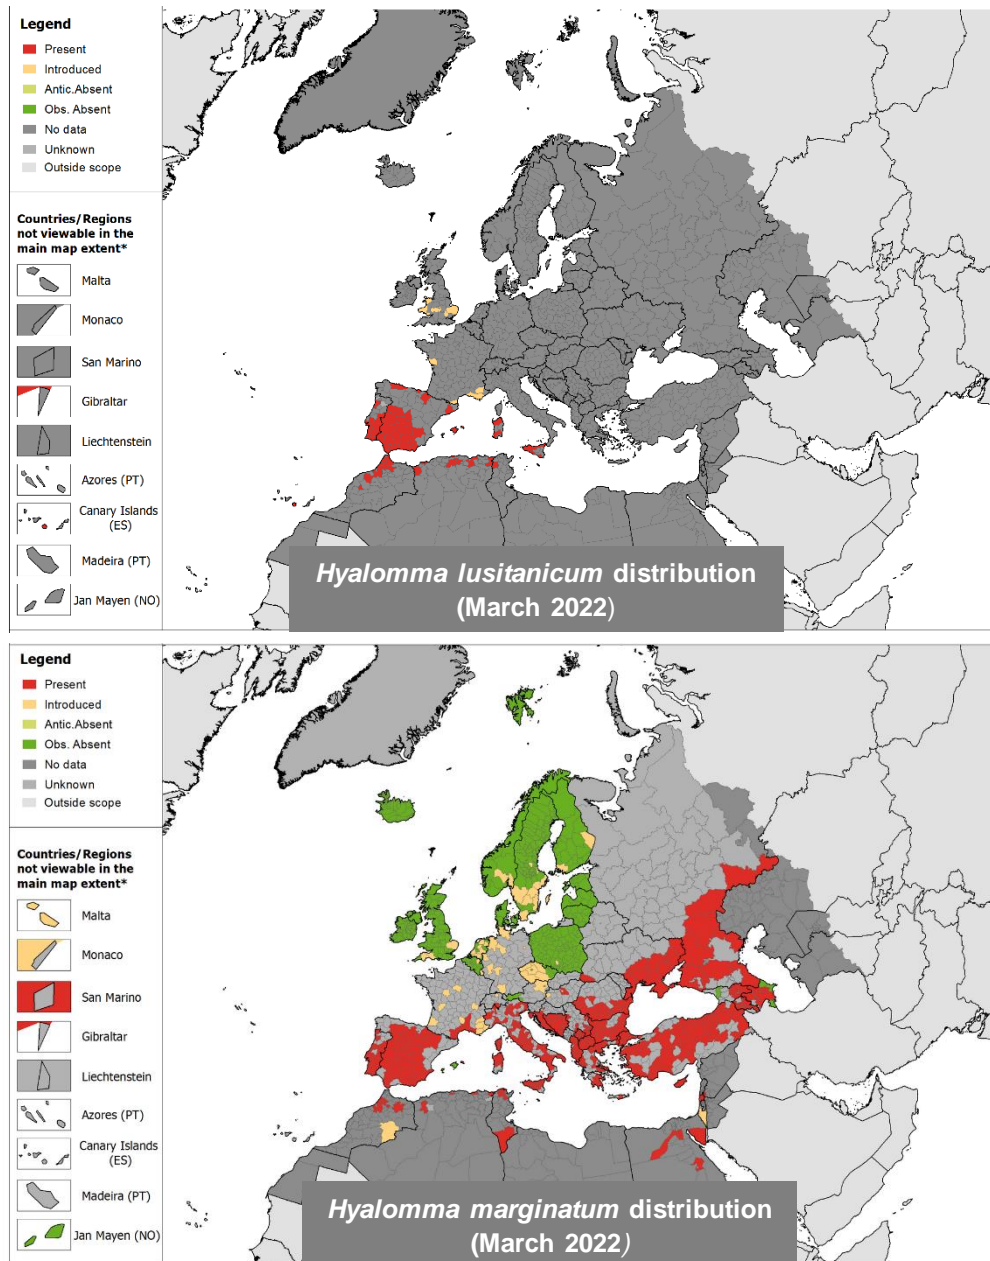 Legend
Present
Introduced
Antic.Absent
Obs. Absent
No data
Unknown
Outside scope
Countries/Regions
not viewable in the
main map extent*
Malta
Monaco
San Marino
Gibraltar
Liechtenstein
Azores (PT)
Canary Islands
(ES)
Madeira (PT)
Jan Mayen (NO)
Hyalomma lusitanicum distribution
(March 2022)
Legend
Present
Introduced
Antic.Absent
Obs. Absent
No data
Unknown
Outside scope
Countries/Regions
not viewable in the
main map extent*
Malta
Monaco
San Marino
Gibraltar
Liechtenstein
Azores (PT)
Canary Islands
(ES)
Madeira (PT)
Jan Mayen (NO)
Hyalomma marginatum distribution
(March 2022)